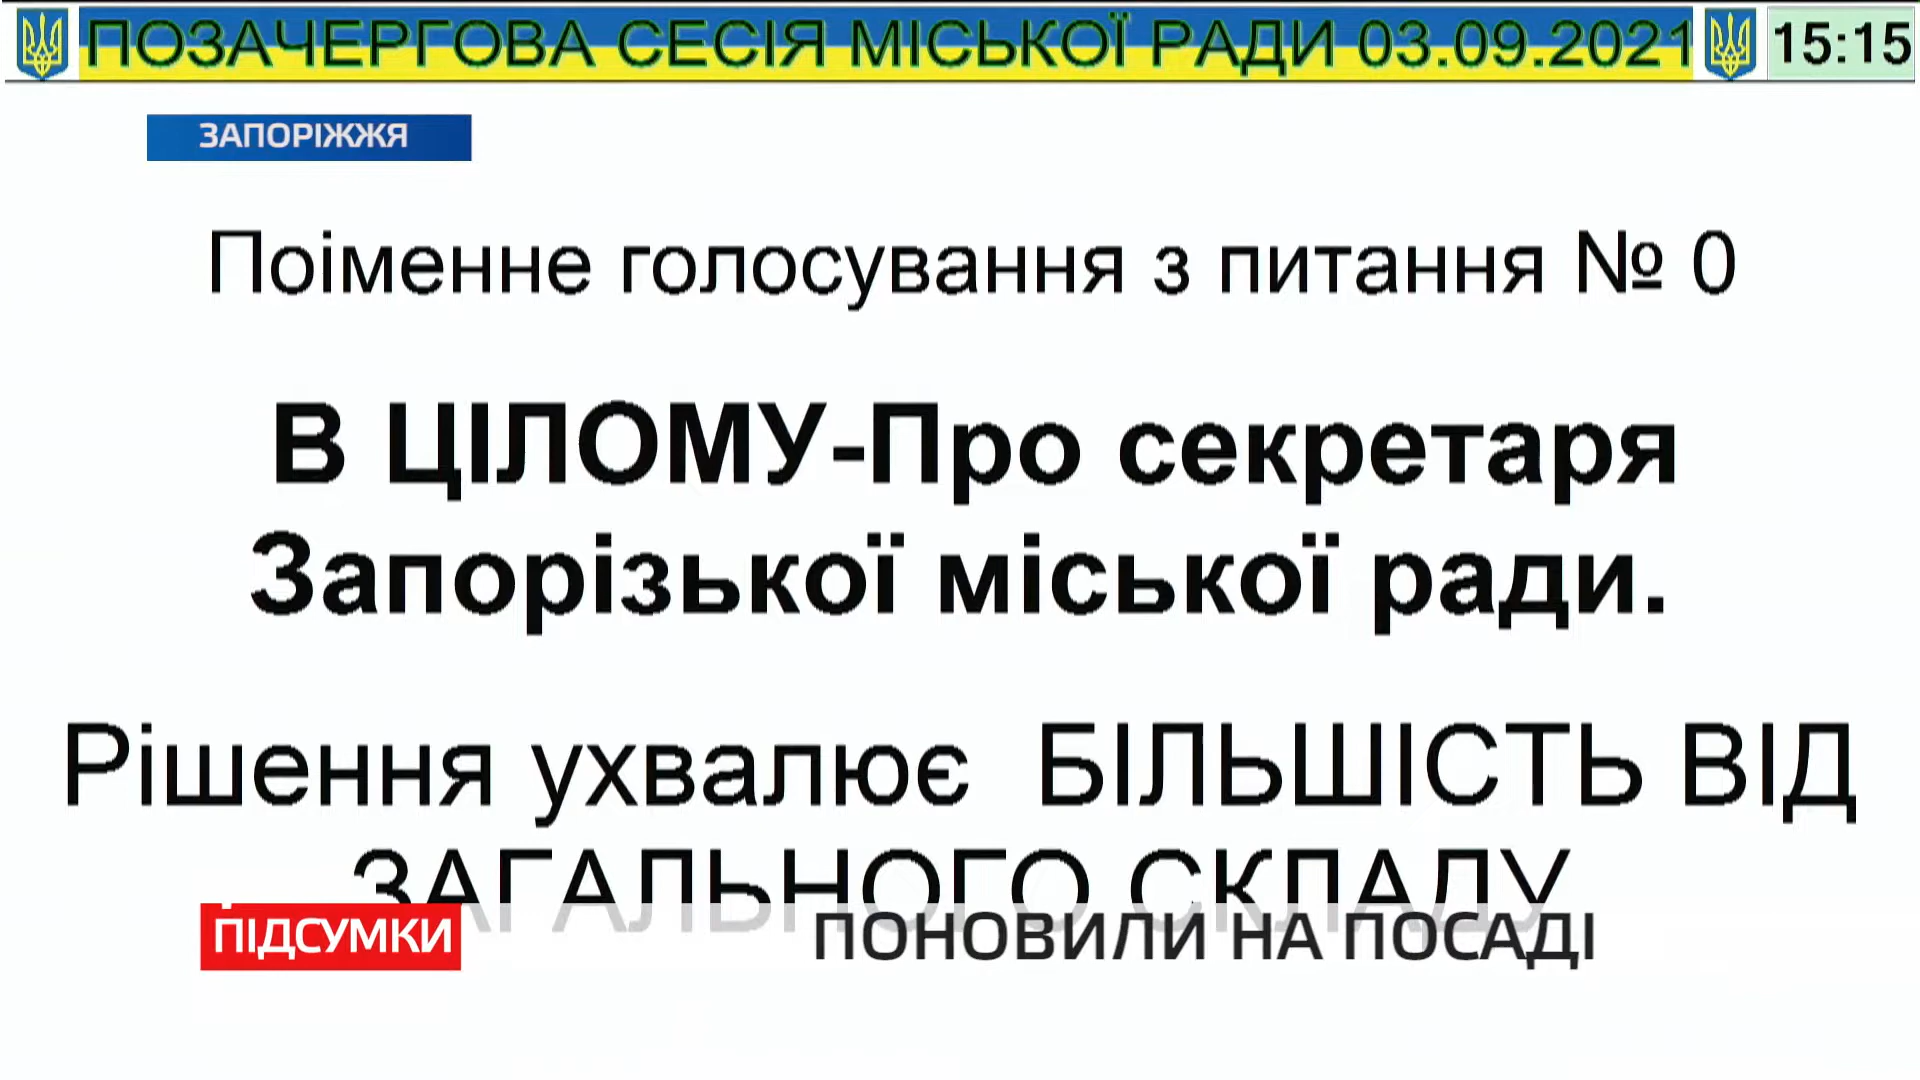 ПОЗАЧЕРГОВА СЕСІЯ МІСЬКОЇ РАДИ 03.09.2021 15:15
ЗАПОРІЖЖЯ
Поіменне голосування з питання № 0
В ЦІЛОМУ-Про секретаря
Запорізької міської ради.
Рішення ухвалює БІЛЬШІСТЬ ВІД
ЗАГАЛЬНОГО СКЛАДУ
ПІДСУМКИ ПОНОВИЛИ НА ПОСАДІ